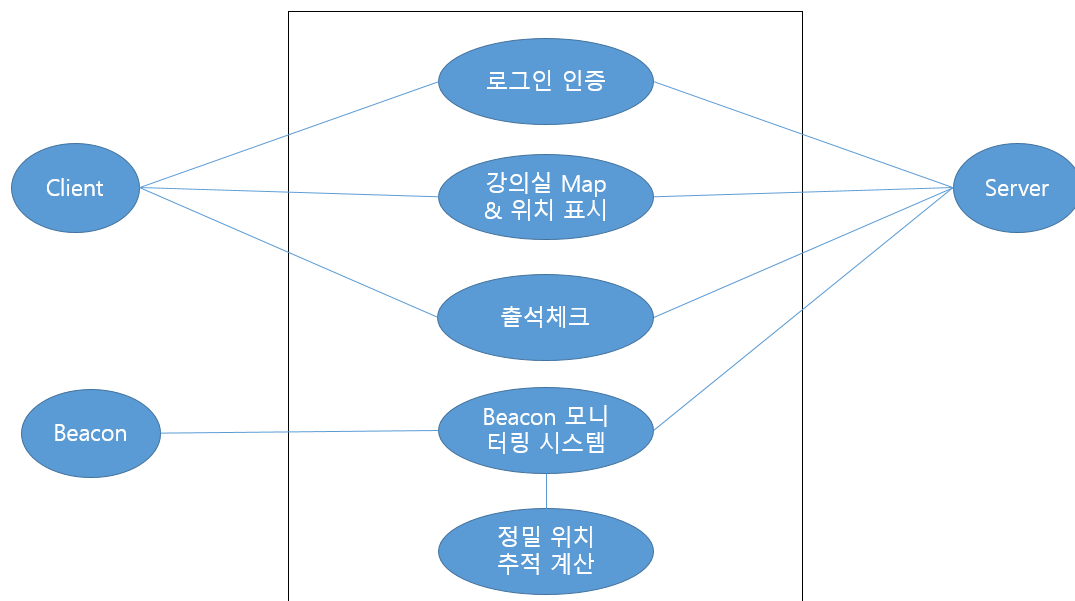 로그인 인증
Client
강의실 Map
& 위치 표시
Server
출석체크
Beacon
Beacon 모니
터링 시스템
정밀 위치
추적 계산